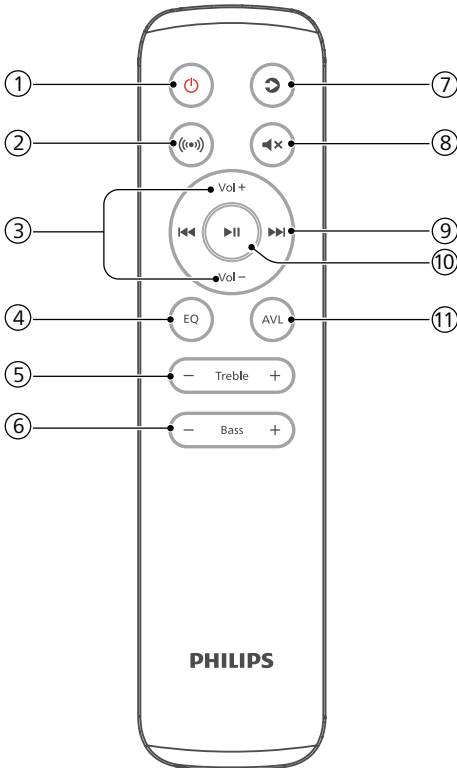 ① ⑦
② ⑧
Vol +
③ ⑨
⑩
Vol −
④ EQ AVL ⑪
⑤ − Treble +
⑥ − Bass +
PHILIPS